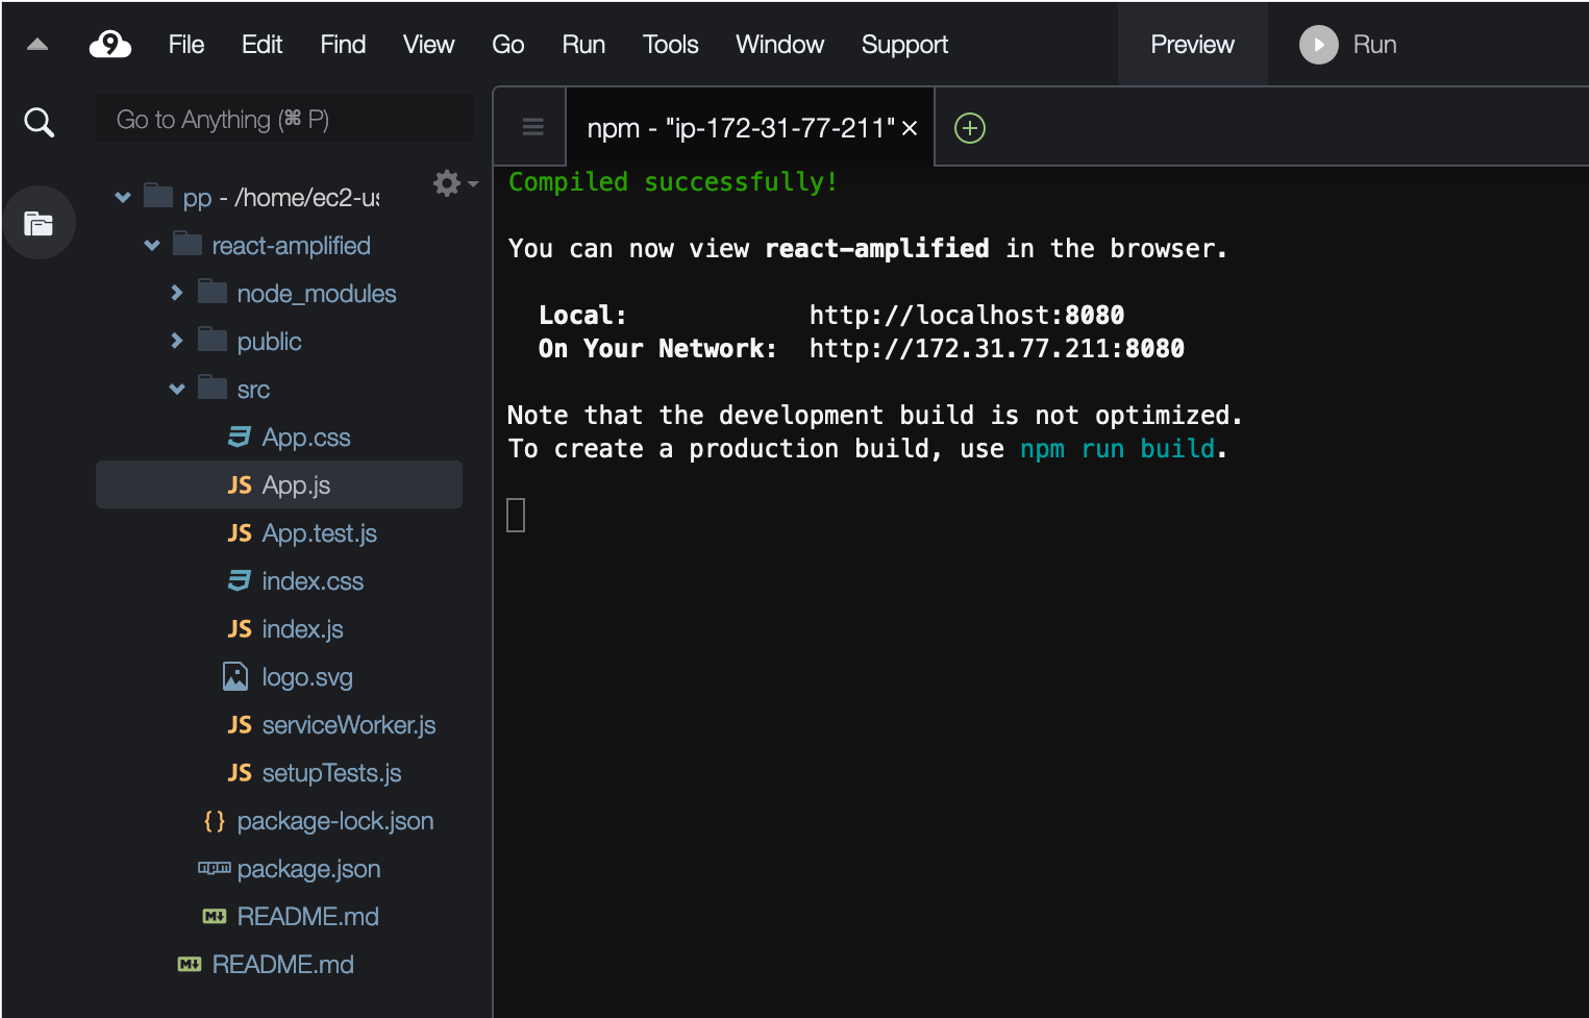 9 File Edit Find View Go Run Tools Window Support Preview Run
Go to Anything (⌘ P)
npm - "ip-172-31-77-211" ×
pp - /home/ec2-us
react-amplified
node_modules
public
src
App.css
JS App.js
JS App.test.js
index.css
JS index.js
logo.svg
JS serviceWorker.js
JS setupTests.js
{} package-lock.json
npm package.json
M↓ README.md
M↓ README.md
Compiled successfully!
You can now view react-amplified in the browser.
Local: http://localhost:8080
On Your Network: http://172.31.77.211:8080
Note that the development build is not optimized.
To create a production build, use npm run build.